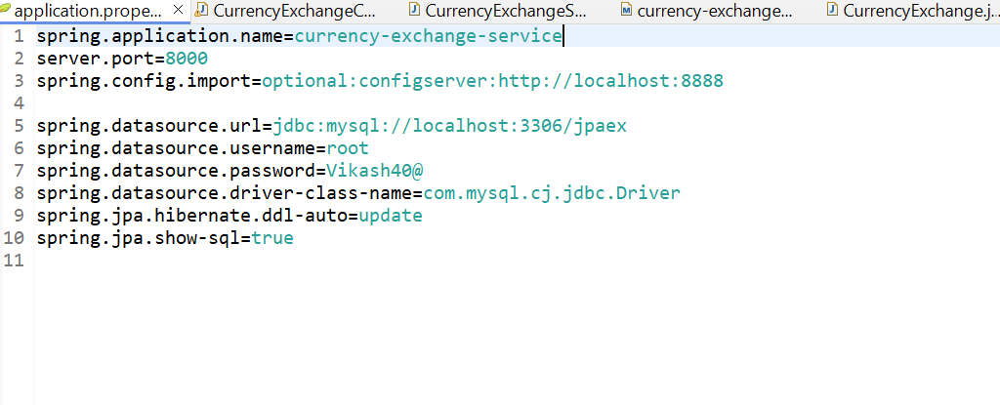 application.prope...
CurrencyExchangeC...
CurrencyExchangeS...
currency-exchange...
CurrencyExchange.j...
1 spring.application.name=currency-exchange-service
2 server.port=8000
3 spring.config.import=optional:configserver:http://localhost:8888
4
5 spring.datasource.url=jdbc:mysql://localhost:3306/jpaex
6 spring.datasource.username=root
7 spring.datasource.password=Vikash40@
8 spring.datasource.driver-class-name=com.mysql.cj.jdbc.Driver
9 spring.jpa.hibernate.ddl-auto=update
10 spring.jpa.show-sql=true
11